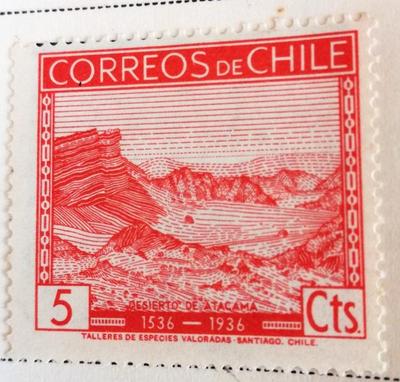 CORREOS DE CHILE
DESIERTO DE ATACAMA
5 Cts.
1536 — 1936
TALLERES DE ESPECIES VALORADAS - SANTIAGO. CHILE.